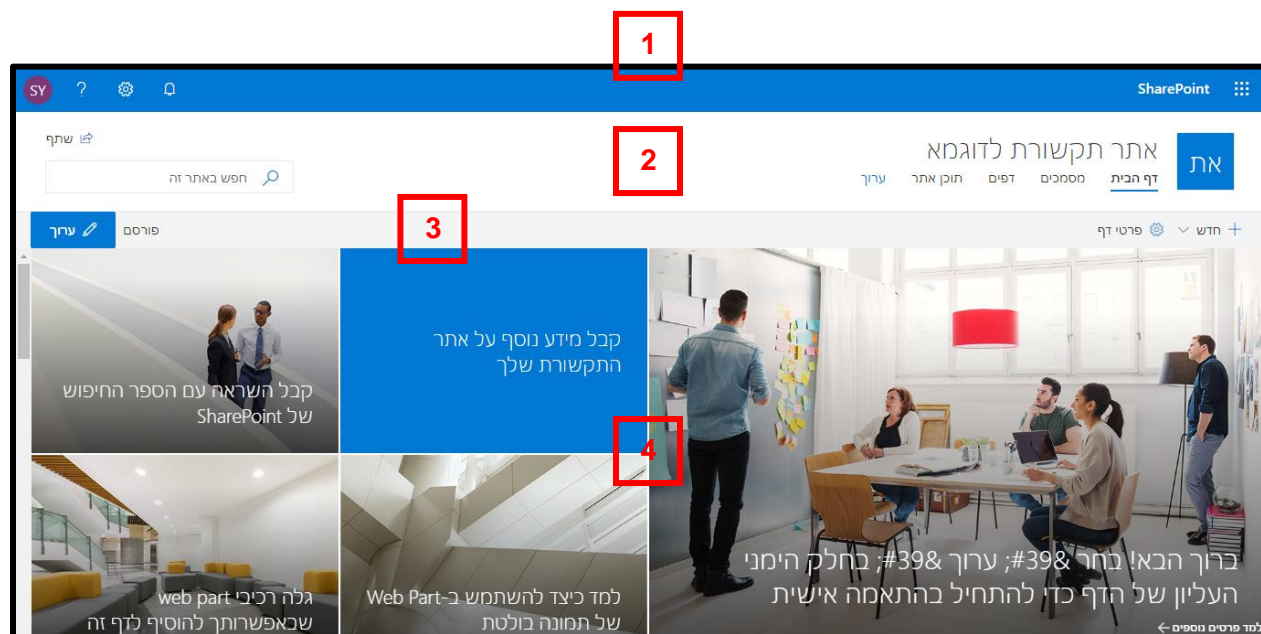 1
SharePoint
SY
?
אתר תקשורת לדוגמא
את
דף הבית מסמכים דפים תוכן אתר ערוך
2
שתף
חפש באתר זה
+ חדש פרטי דף
3
פורסם
ערוך
ברוך הבא! בחר &#39; ערוך &#39; בחלק הימני
העליון של הדף כדי להתחיל בהתאמה אישית
למד פרטים נוספים
קבל מידע נוסף על אתר
התקשורת שלך
קבל השראה עם הספר החיפוש
של SharePoint
4
למד כיצד להשתמש ב-Web Part
של תמונה בולטת
גלה רכיבי web part
שבאפשרותך להוסיף לדף זה